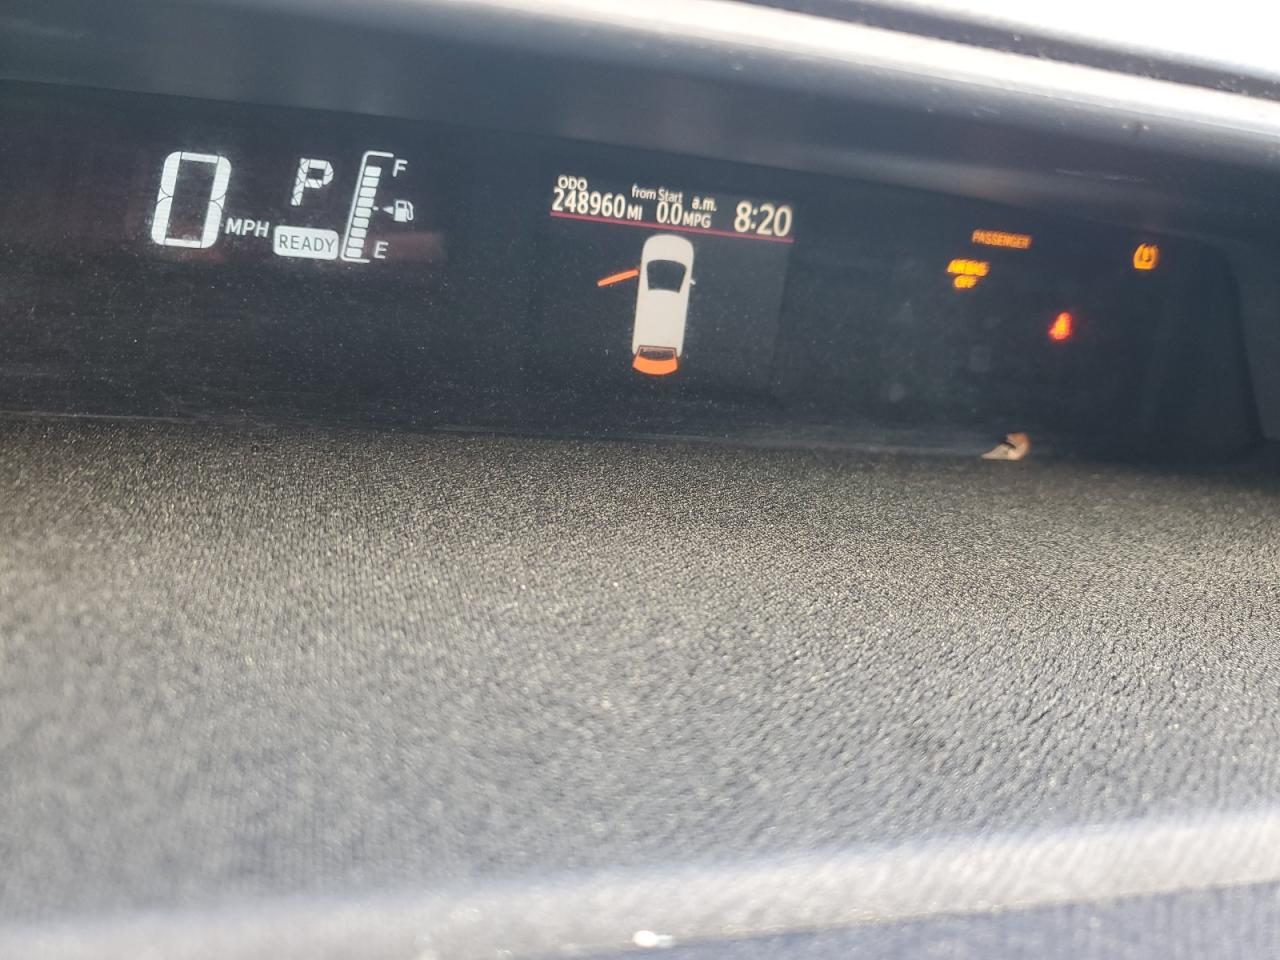 0 MPH
P
READY
F
E
ODO from Start a.m.
248960 MI 0.0 MPG 8:20
PASSENGER
AIRBAG
OFF